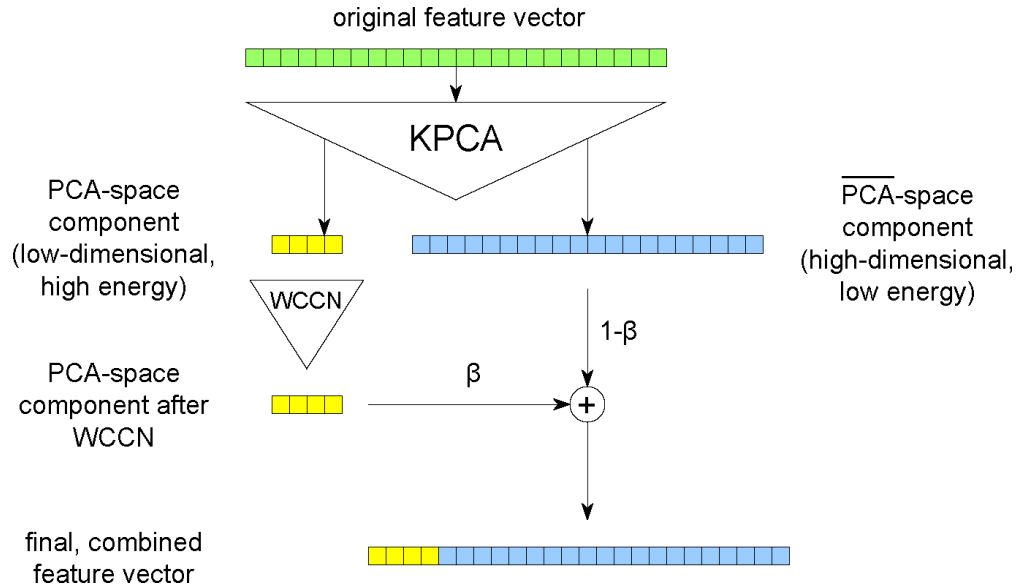 original feature vector
KPCA
PCA-space
component
(low-dimensional,
high energy)
PCA-space
component
(high-dimensional,
low energy)
WCCN
1-β
β
+
PCA-space
component after
WCCN
final, combined
feature vector